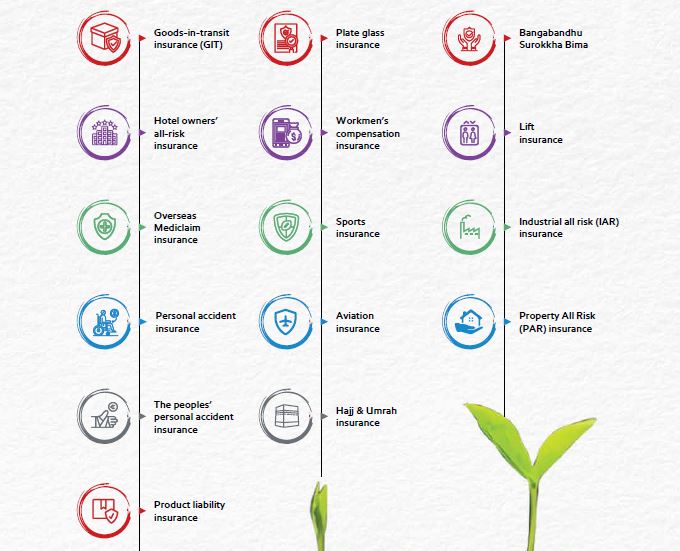 Goods-in-transit
insurance (GIT)
Hotel owners'
all-risk
insurance
Overseas
Mediclaim
insurance
Personal accident
insurance
The peoples'
personal accident
insurance
Product liability
insurance
Plate glass
insurance
Workmen's
compensation
insurance
Sports
insurance
Aviation
insurance
Hajj & Umrah
insurance
Bangabandhu
Surokkha Bima
Lift
insurance
Industrial all risk (IAR)
insurance
Property All Risk
(PAR) insurance